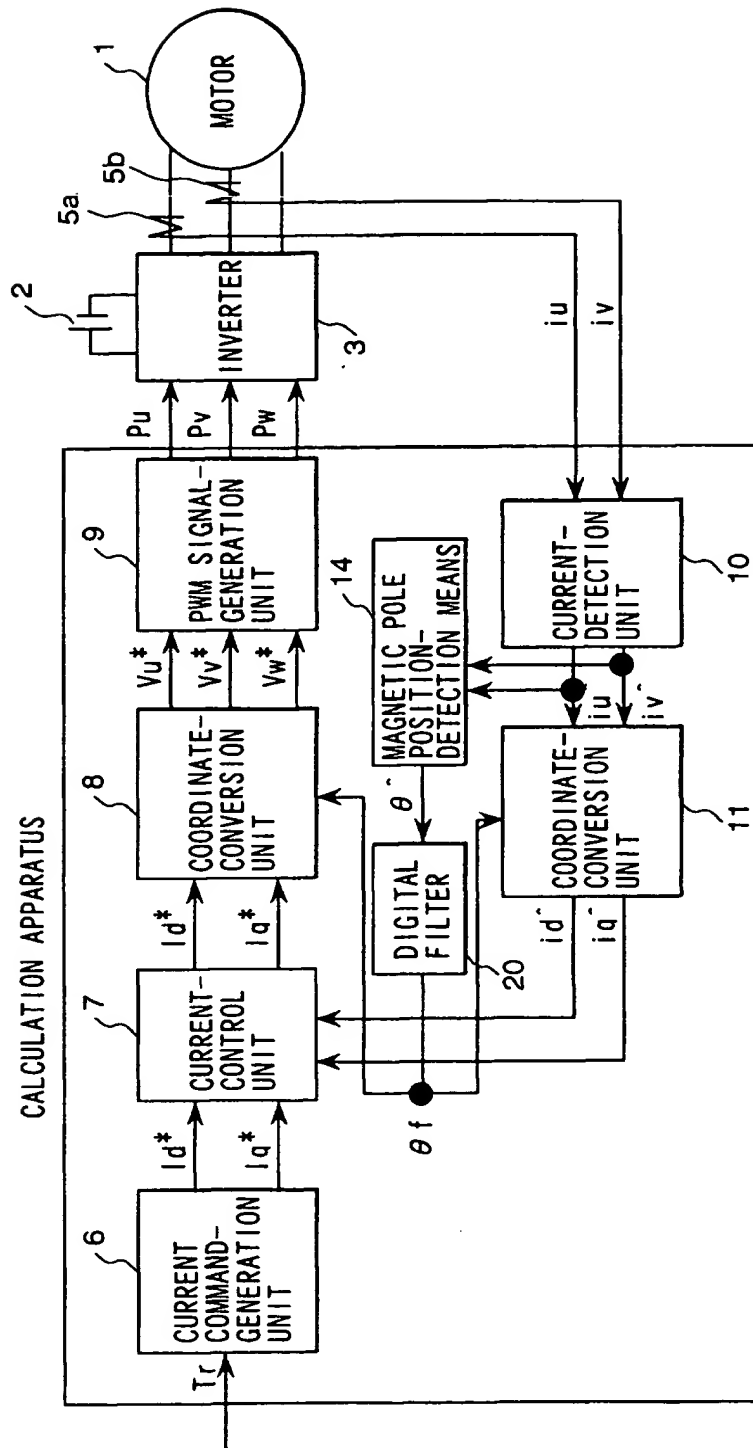 CALCULATION APPARATUS
Tr
6
CURRENT
COMMAND-
GENERATION
UNIT
Id*
Iq*
7
CURRENT-
CONTROL
UNIT
Id*
Iq*
8
COORDINATE-
CONVERSION
UNIT
Vu*
Vv*
Vw*
9
PWM SIGNAL-
GENERATION
UNIT
Pu
Pv
Pw
2
INVERTER
3
5a
5b
1
MOTOR
θf
DIGITAL
FILTER
20
θ^
14
MAGNETIC POLE
POSITION-
DETECTION MEANS
id^
iq^
COORDINATE-
CONVERSION
UNIT
11
iu^
iv^
CURRENT-
DETECTION
UNIT
10
iu
iv